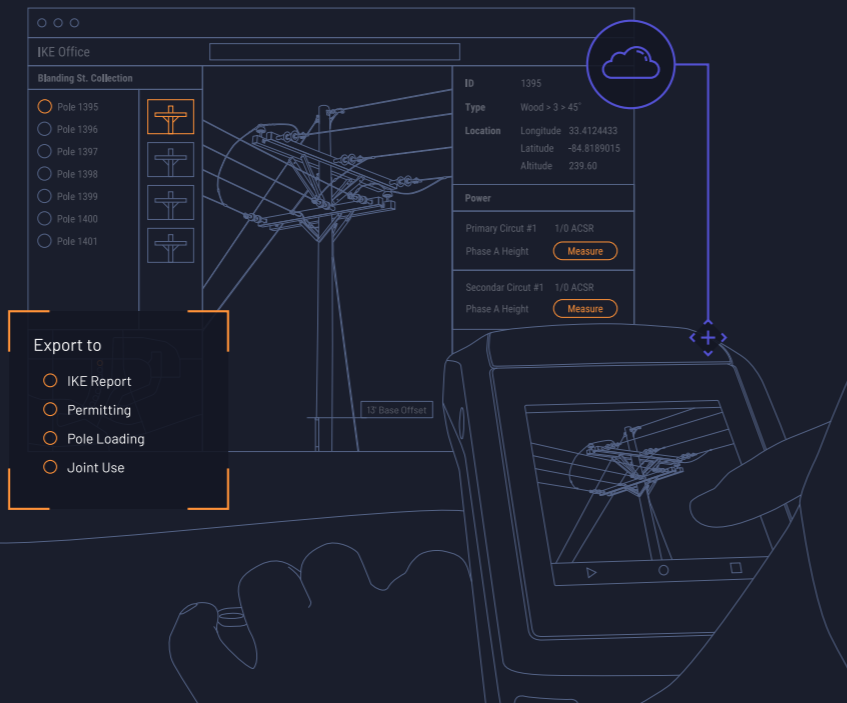 IKE Office
Blanding St. Collection
Pole 1395
Pole 1396
Pole 1397
Pole 1398
Pole 1399
Pole 1400
Pole 1401
ID 1395
Type Wood > 3 > 45'
Location Longitude 33.4124433
Latitude -84.8189015
Altitude 239.60
Power
Primary Circut #1 1/0 ACSR
Phase A Height Measure
Secondar Circut #1 1/0 ACSR
Phase A Height Measure
13' Base Offset
Export to
IKE Report
Permitting
Pole Loading
Joint Use